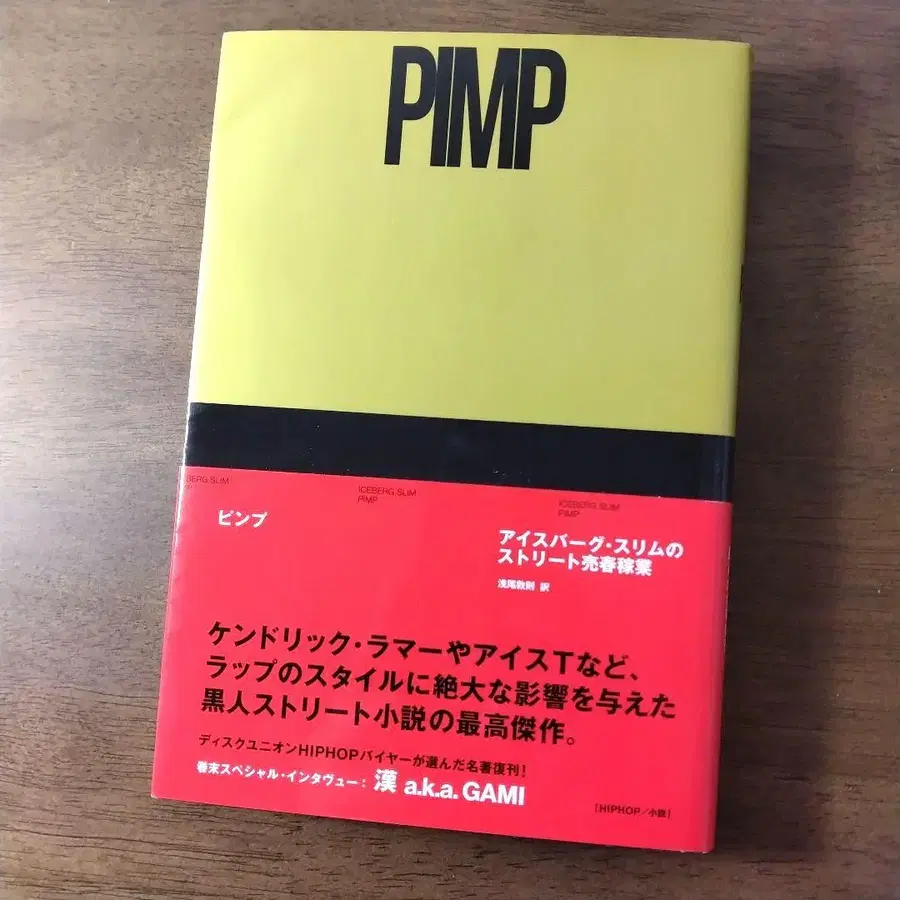 PIMP
BERG SLIM
ICEBERG SLIM
PIMP
ICEBERG SLIM
PIMP
ピンプ
アイスバーグ・スリムの
ストリート売春稼業
浅尾敦則 訳
ケンドリック・ラマーやアイスTなど、
ラップのスタイルに絶大な影響を与えた
黒人ストリート小説の最高傑作。
ディスクユニオンHIPHOPバイヤーが選んだ名著復刊!
巻末スペシャル・インタヴュー: 漢 a.k.a. GAMI
[HIPHOP/小説]